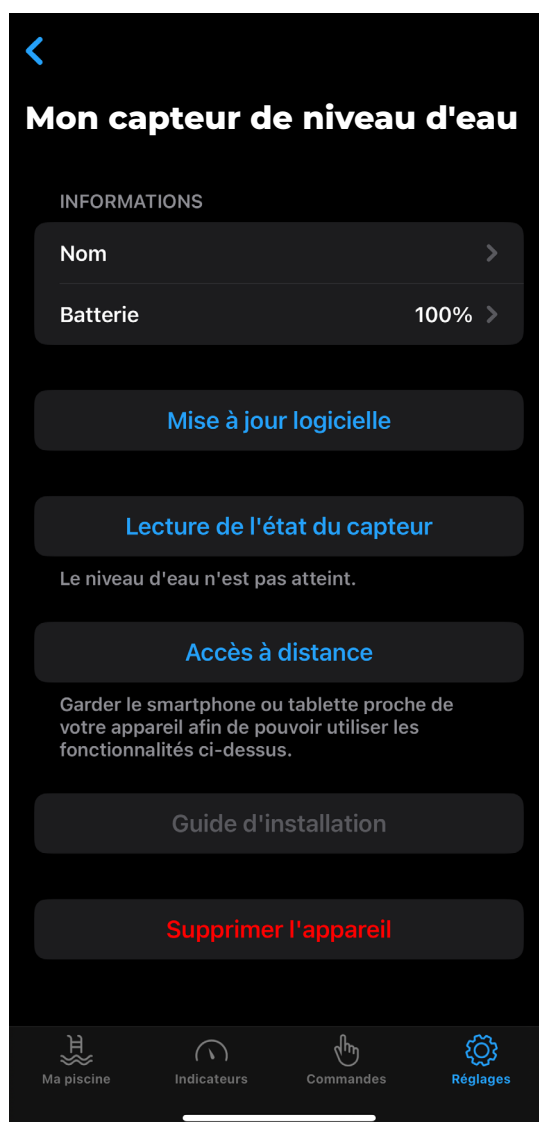 Mon capteur de niveau d'eau
INFORMATIONS
Nom
Batterie 100%
Mise à jour logicielle
Lecture de l'état du capteur
Le niveau d'eau n'est pas atteint.
Accès à distance
Garder le smartphone ou tablette proche de
votre appareil afin de pouvoir utiliser les
fonctionnalités ci-dessus.
Guide d'installation
Supprimer l'appareil
Ma piscine Indicateurs Commandes Réglages